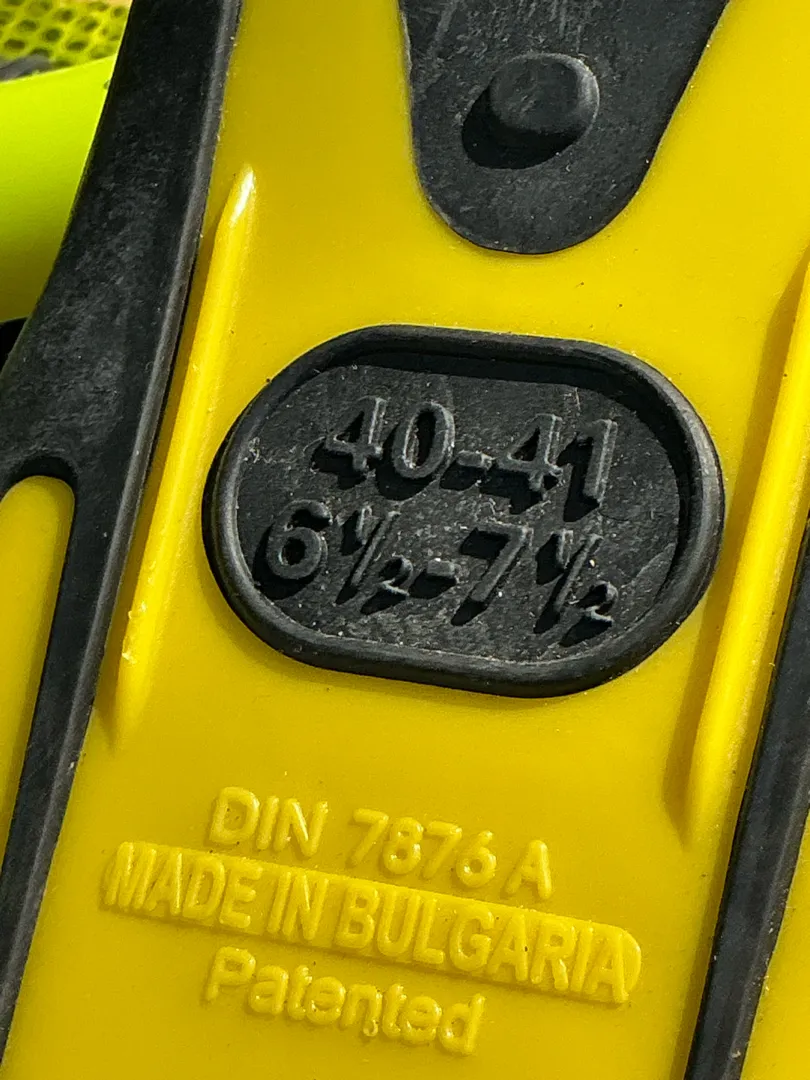 40-41
6½-7½
DIN 7876 A
MADE IN BULGARIA
Patented